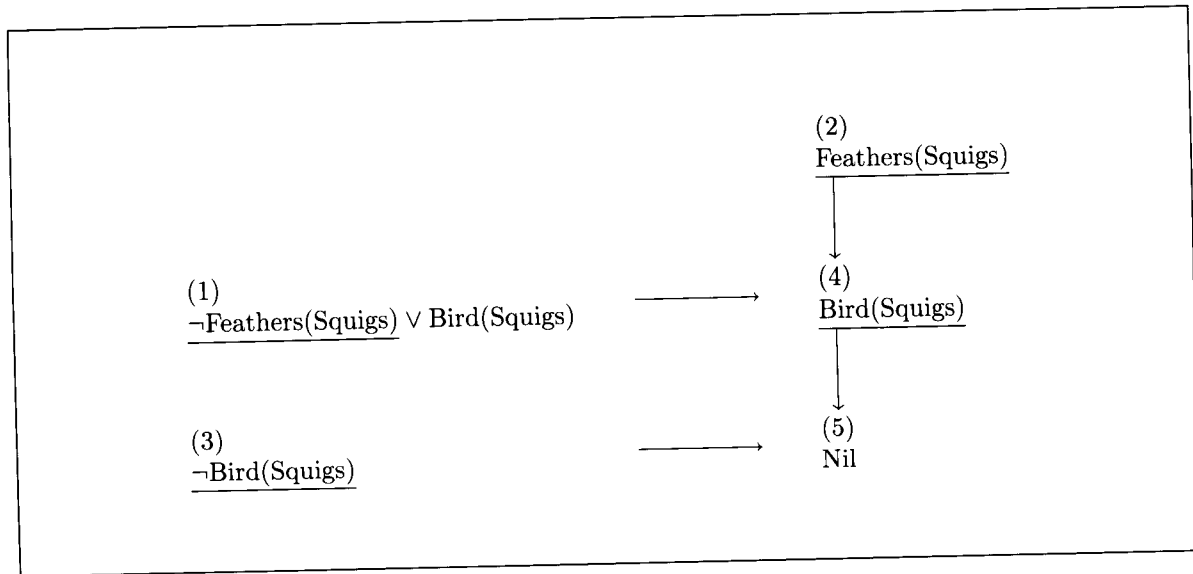 (2)
Feathers(Squigs)
(1)
¬Feathers(Squigs) ∨ Bird(Squigs)
(4)
Bird(Squigs)
(3)
¬Bird(Squigs)
(5)
Nil